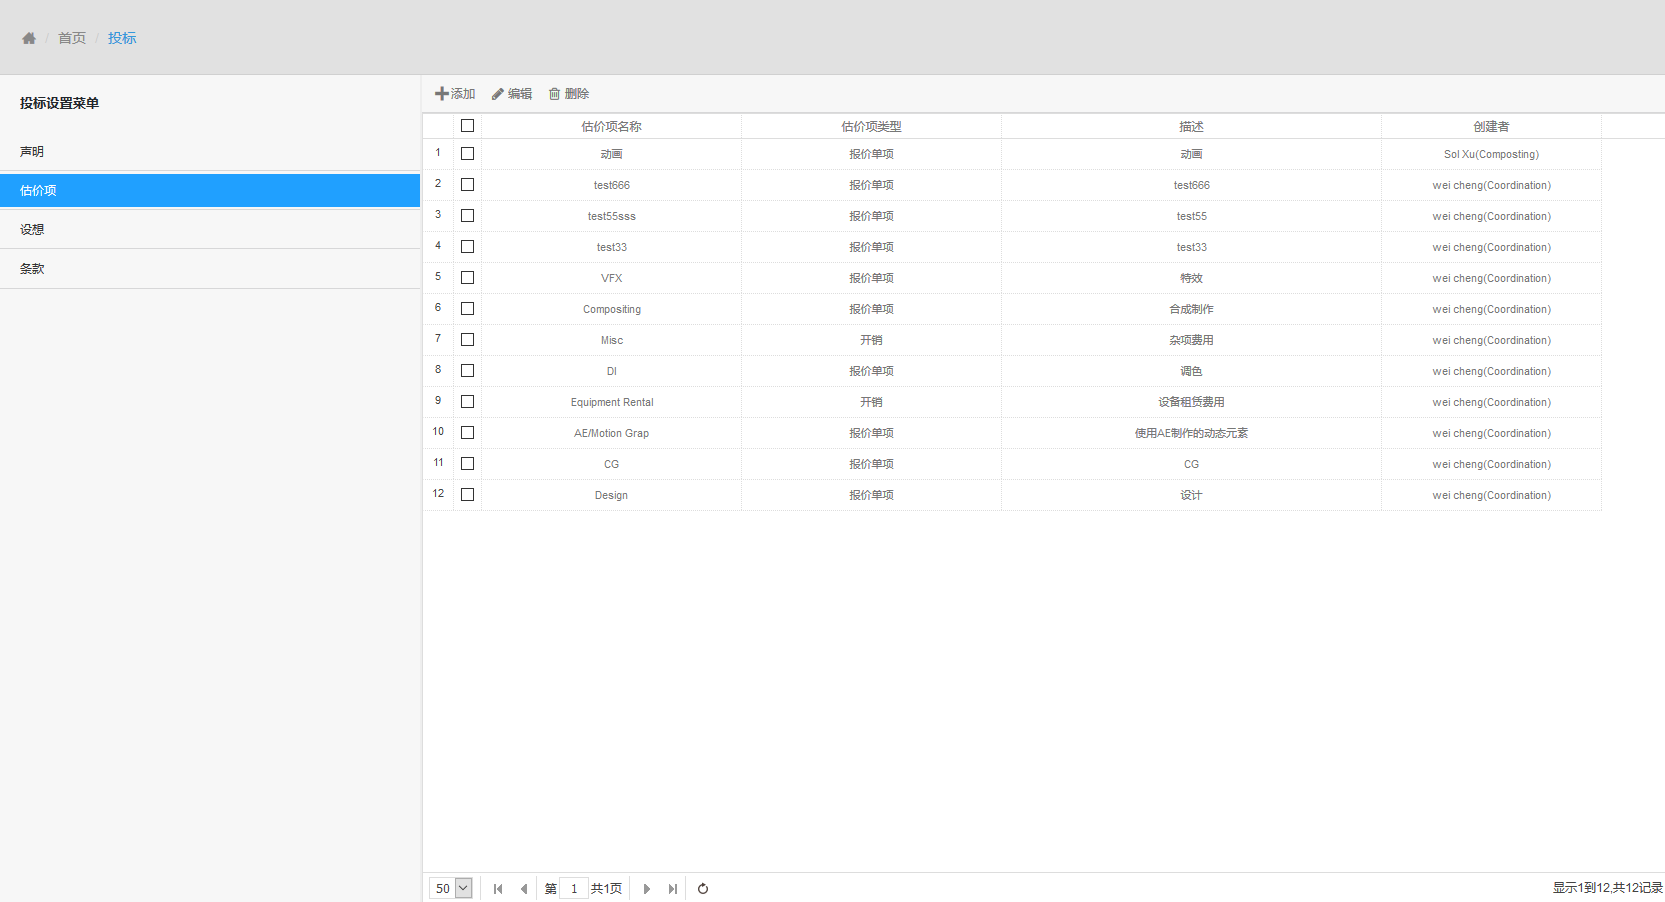 / 首页 / 投标
投标设置菜单
声明
估价项
设想
条款
添加 编辑 删除
估价项名称 估价项类型 描述 创建者
1 动画 报价单项 动画 Sol Xu(Composting)
2 test666 报价单项 test666 wei cheng(Coordination)
3 test55sss 报价单项 test55 wei cheng(Coordination)
4 test33 报价单项 test33 wei cheng(Coordination)
5 VFX 报价单项 特效 wei cheng(Coordination)
6 Compositing 报价单项 合成制作 wei cheng(Coordination)
7 Misc 开销 杂项费用 wei cheng(Coordination)
8 DI 报价单项 调色 wei cheng(Coordination)
9 Equipment Rental 开销 设备租赁费用 wei cheng(Coordination)
10 AE/Motion Grap 报价单项 使用AE制作的动态元素 wei cheng(Coordination)
11 CG 报价单项 CG wei cheng(Coordination)
12 Design 报价单项 设计 wei cheng(Coordination)
50 第 1 共1页 显示1到12,共12记录